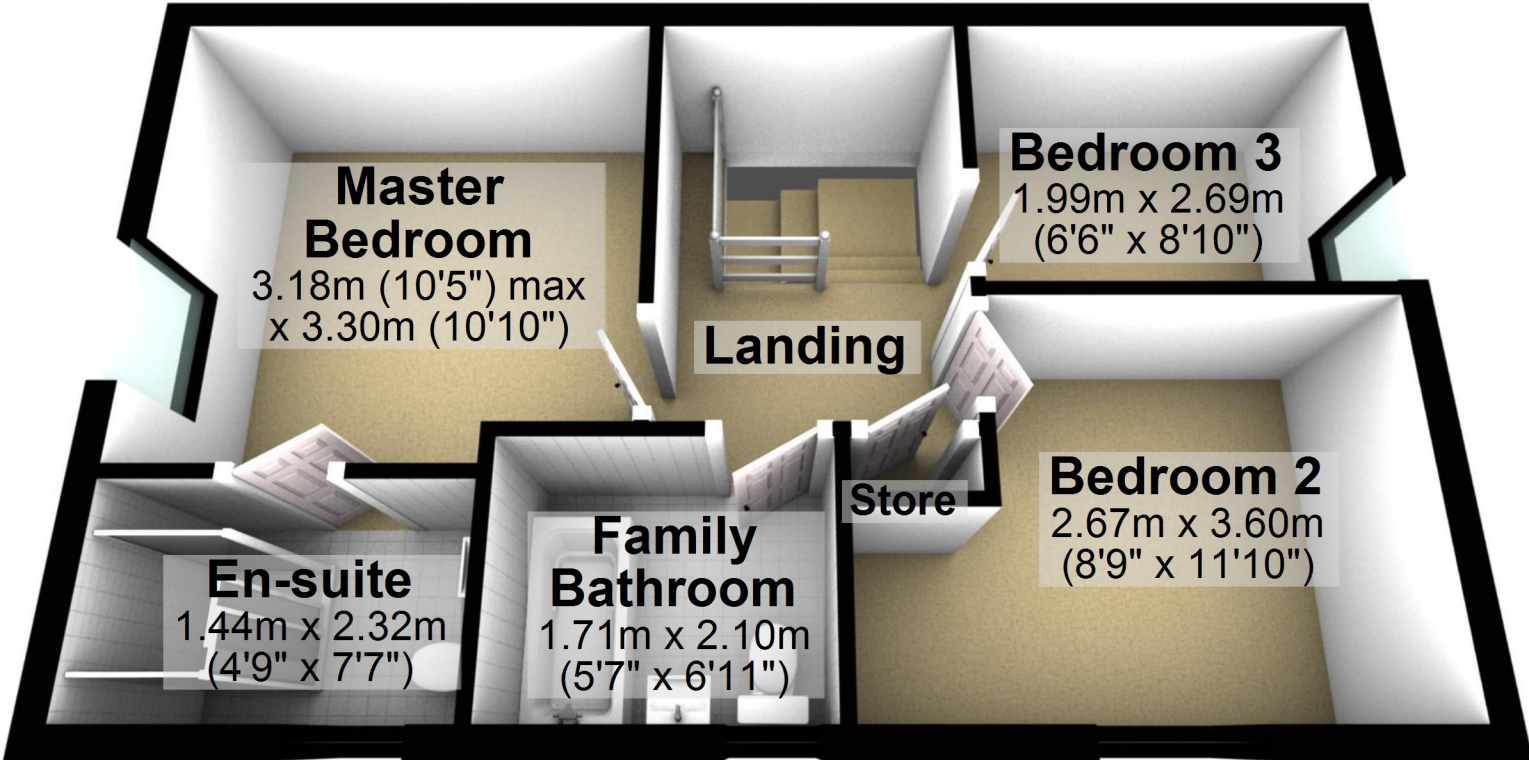 Master
Bedroom
3.18m (10'5") max
x 3.30m (10'10")
Landing
Bedroom 3
1.99m x 2.69m
(6'6" x 8'10")
Store
Bedroom 2
2.67m x 3.60m
(8'9" x 11'10")
En-suite
1.44m x 2.32m
(4'9" x 7'7")
Family
Bathroom
1.71m x 2.10m
(5'7" x 6'11")